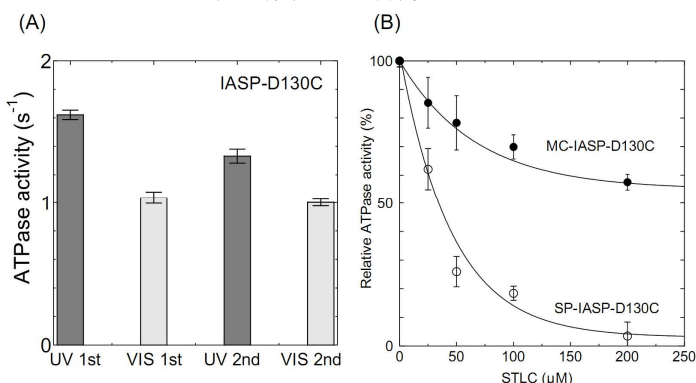 (A)
(B)
IASP-D130C
ATPase activity (s⁻¹)
2
1
0
UV 1st VIS 1st UV 2nd VIS 2nd
Relative ATPase activity (%)
100
50
0
MC-IASP-D130C
SP-IASP-D130C
0 50 100 150 200 250
STLC (µM)